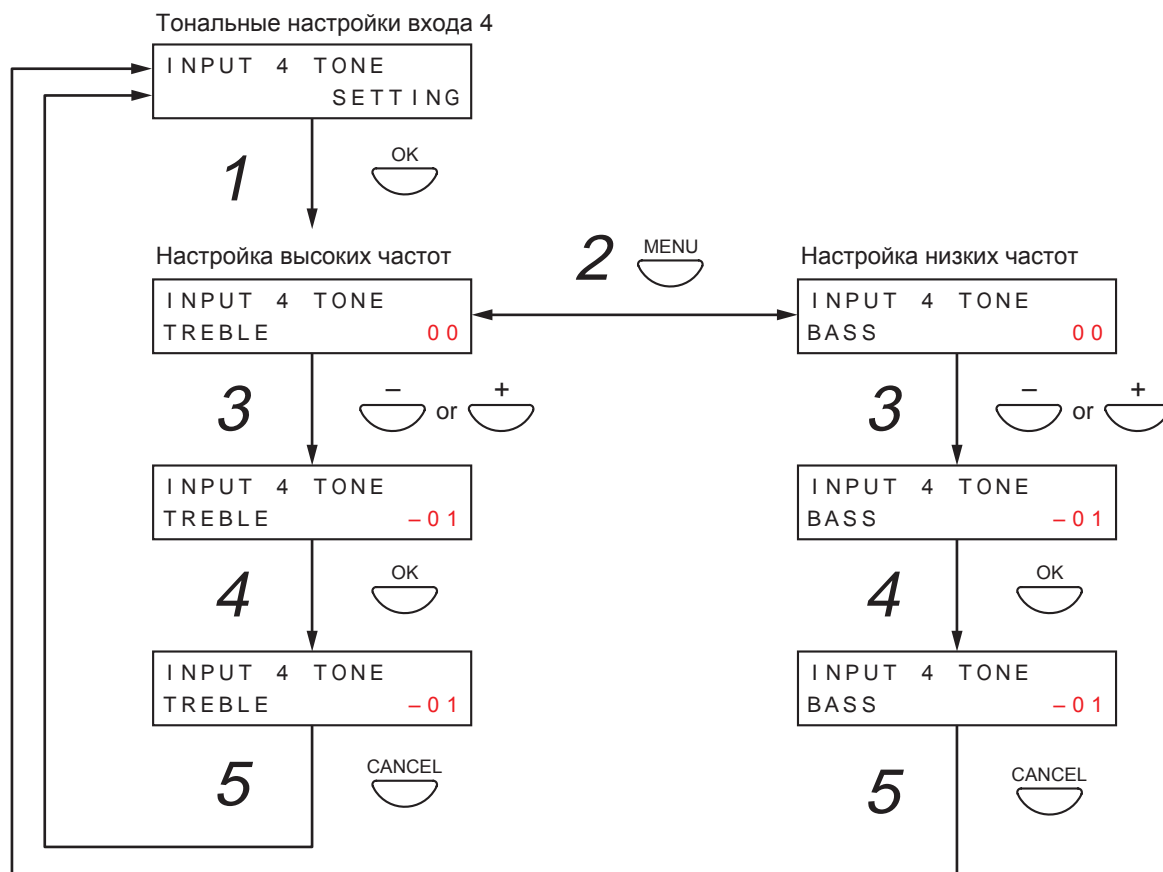 Тональные настройки входа 4
INPUT 4 TONE
SETTING
1
OK
2
MENU
Настройка высоких частот
INPUT 4 TONE
TREBLE 00
Настройка низких частот
INPUT 4 TONE
BASS 00
3
– or +
3
– or +
INPUT 4 TONE
TREBLE –01
INPUT 4 TONE
BASS –01
4
OK
4
OK
INPUT 4 TONE
TREBLE –01
INPUT 4 TONE
BASS –01
5
CANCEL
5
CANCEL